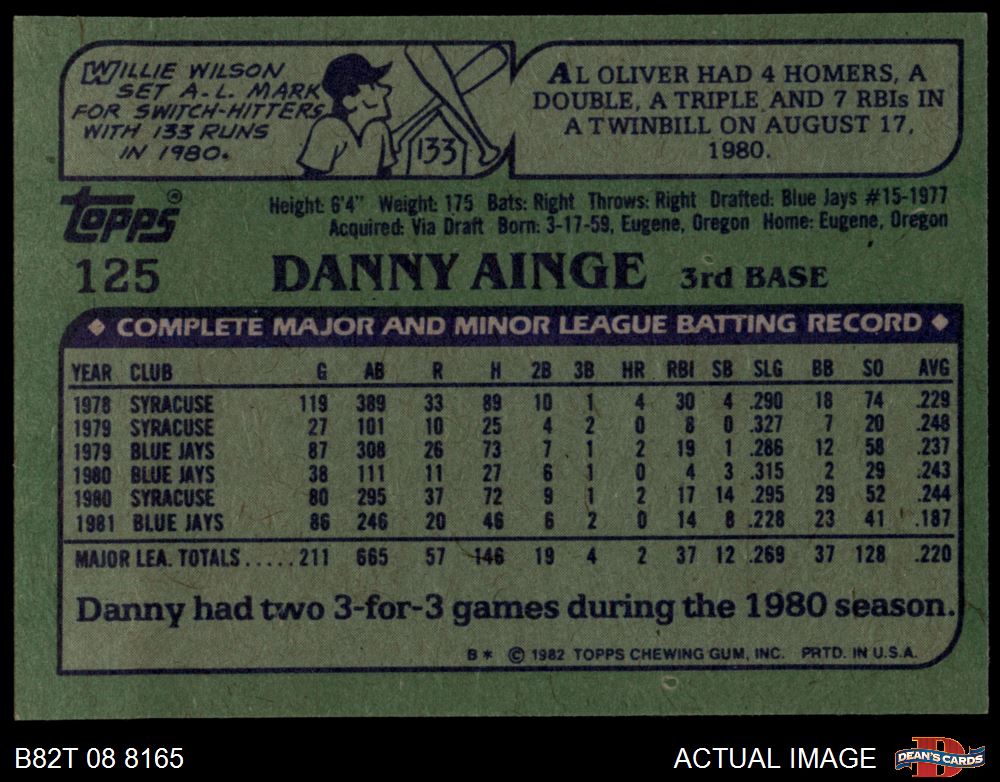 WILLIE WILSON
SET A.-L. MARK
FOR SWITCH-HITTERS
WITH 133 RUNS
IN 1980.
133
AL OLIVER HAD 4 HOMERS, A
DOUBLE, A TRIPLE AND 7 RBIs IN
A TWINBILL ON AUGUST 17,
1980.
topps®
Height: 6'4" Weight: 175 Bats: Right Throws: Right Drafted: Blue Jays #15-1977
Acquired: Via Draft Born: 3-17-59, Eugene, Oregon Home: Eugene, Oregon
125 DANNY AINGE 3rd BASE
◆ COMPLETE MAJOR AND MINOR LEAGUE BATTING RECORD ◆
YEAR CLUB G AB R H 2B 3B HR RBI SB SLG BB SO AVG
1978 SYRACUSE 119 389 33 89 10 1 4 30 4 .290 18 74 .229
1979 SYRACUSE 27 101 10 25 4 2 0 8 0 .327 7 20 .248
1979 BLUE JAYS 87 308 26 73 7 1 2 19 1 .286 12 58 .237
1980 BLUE JAYS 38 111 11 27 6 1 0 4 3 .315 2 29 .243
1980 SYRACUSE 80 295 37 72 9 1 2 17 14 .295 29 52 .244
1981 BLUE JAYS 86 246 20 46 6 2 0 14 8 .228 23 41 .187
MAJOR LEA. TOTALS.....211 665 57 146 19 4 2 37 12 .269 37 128 .220
Danny had two 3-for-3 games during the 1980 season.
B* © 1982 TOPPS CHEWING GUM, INC. PRTD. IN U.S.A.
B82T 08 8165
ACTUAL IMAGE
D
DEAN'S CARDS